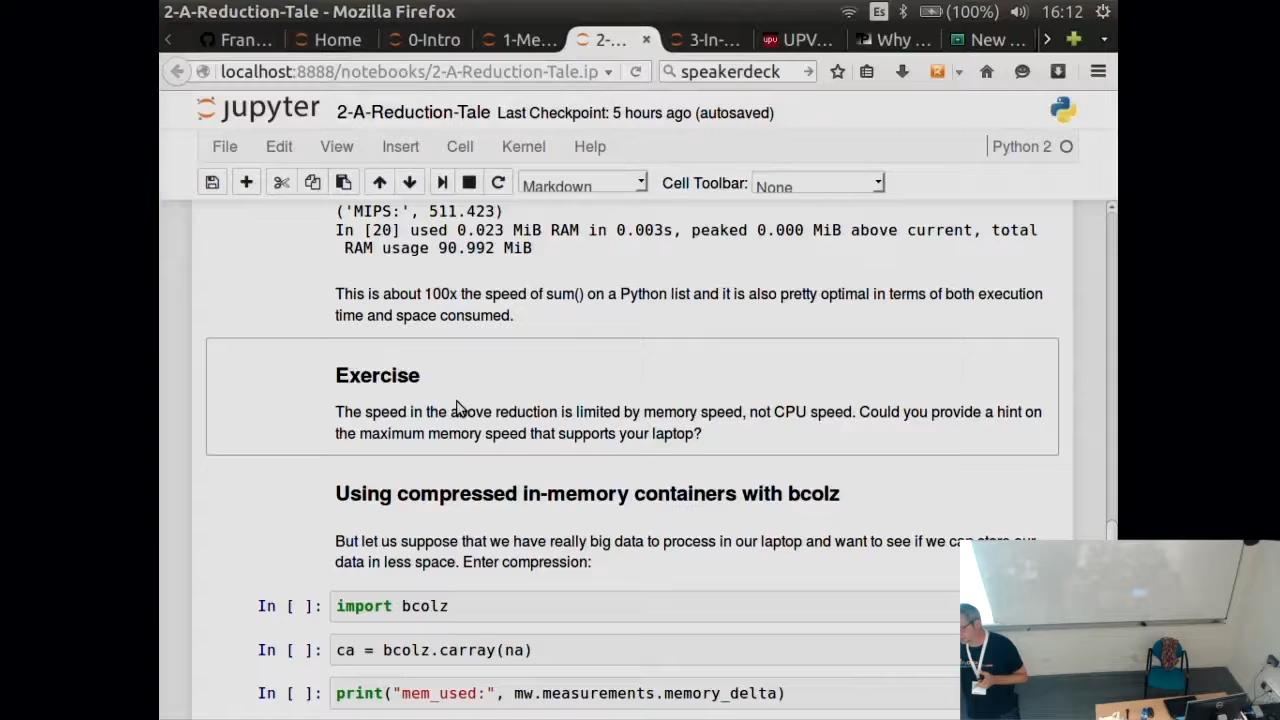 2-A-Reduction-Tale - Mozilla Firefox
Es
(100%)
16:12
Fran...
Home
0-Intro
1-Me...
2-...
3-In-...
upv
UPV...
Why ...
New ...
localhost:8888/notebooks/2-A-Reduction-Tale.ip
speakerdeck
jupyter
2-A-Reduction-Tale Last Checkpoint: 5 hours ago (autosaved)
File Edit View Insert Cell Kernel Help
Python 2
Markdown
Cell Toolbar:
None
('MIPS:', 511.423)
In [20] used 0.023 MiB RAM in 0.003s, peaked 0.000 MiB above current, total
RAM usage 90.992 MiB
This is about 100x the speed of sum() on a Python list and it is also pretty optimal in terms of both execution
time and space consumed.
Exercise
The speed in the above reduction is limited by memory speed, not CPU speed. Could you provide a hint on
the maximum memory speed that supports your laptop?
Using compressed in-memory containers with bcolz
But let us suppose that we have really big data to process in our laptop and want to see if we can store our
data in less space. Enter compression:
In [ ]: import bcolz
In [ ]: ca = bcolz.carray(na)
In [ ]: print("mem_used:", mw.measurements.memory_delta)